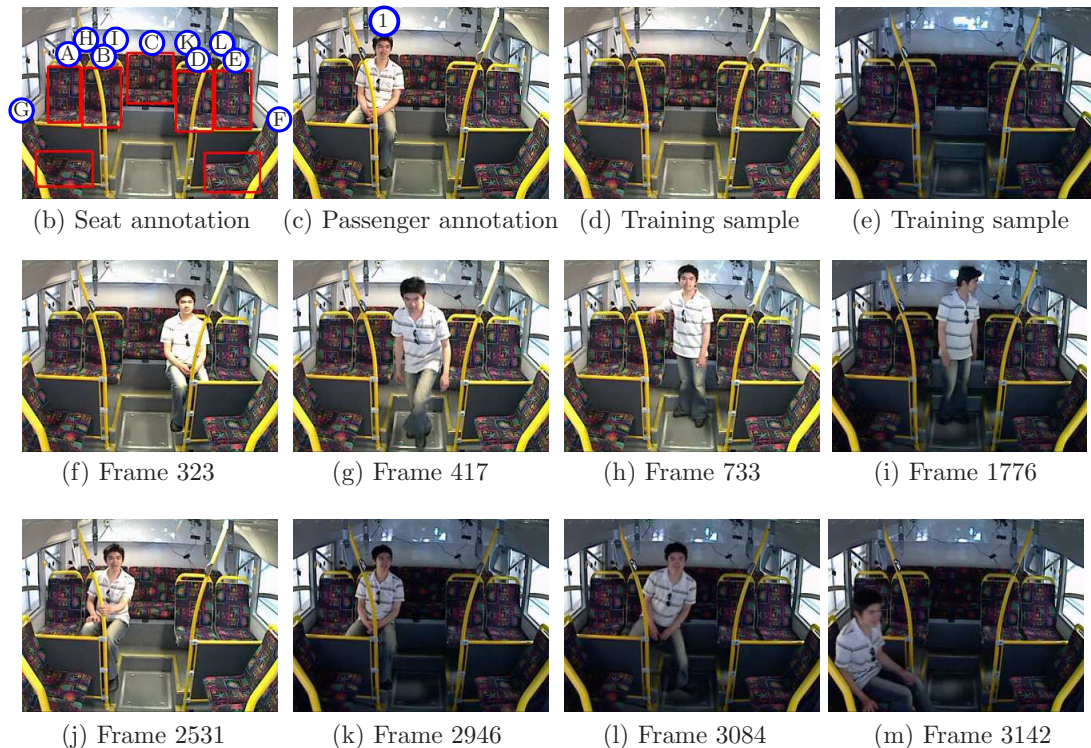 H I K L
A B C D E
1
G
F
(b) Seat annotation (c) Passenger annotation (d) Training sample (e) Training sample
(f) Frame 323 (g) Frame 417 (h) Frame 733 (i) Frame 1776
(j) Frame 2531 (k) Frame 2946 (l) Frame 3084 (m) Frame 3142